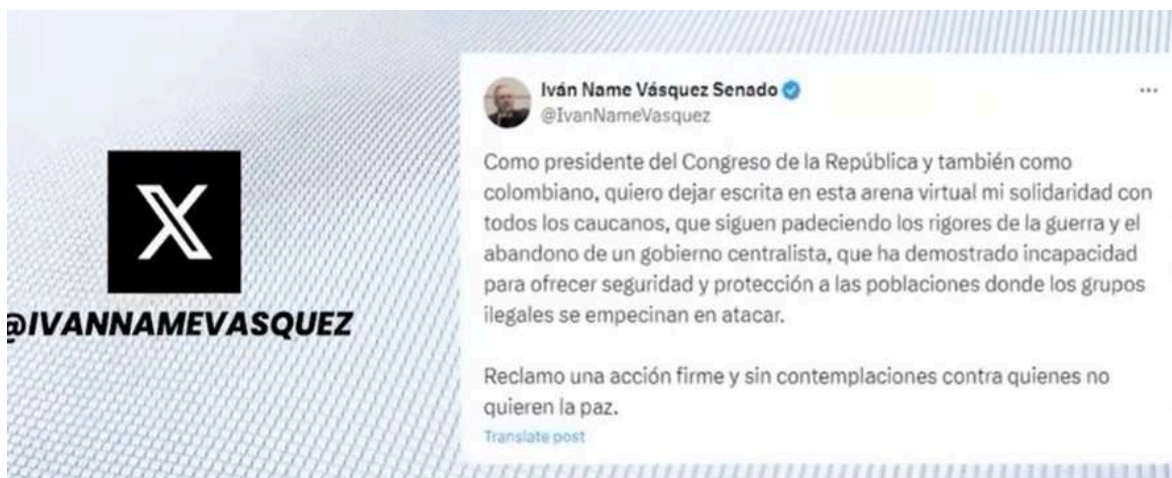 @IVANNAMEVASQUEZ
Iván Name Vásquez Senado
@IvanNameVasquez
Como presidente del Congreso de la República y también como
colombiano, quiero dejar escrita en esta arena virtual mi solidaridad con
todos los caucanos, que siguen padeciendo los rigores de la guerra y el
abandono de un gobierno centralista, que ha demostrado incapacidad
para ofrecer seguridad y protección a las poblaciones donde los grupos
ilegales se empecinan en atacar.
Reclamo una acción firme y sin contemplaciones contra quienes no
quieren la paz.
Translate post